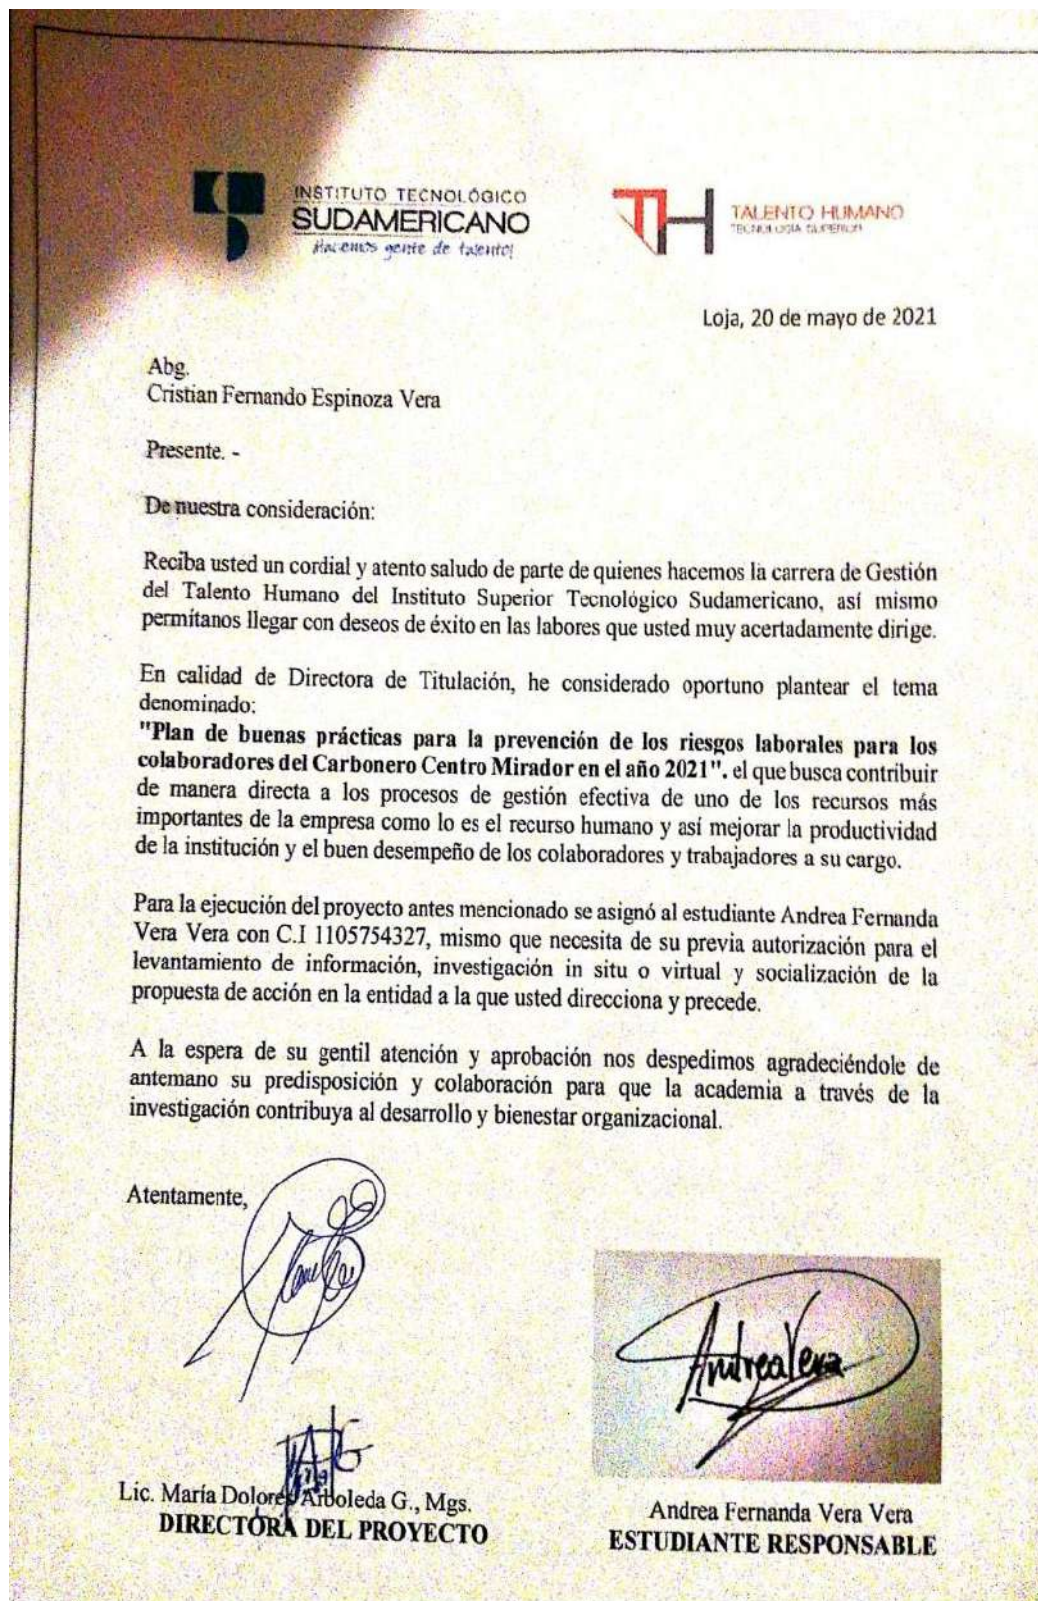 INSTITUTO TECNOLÓGICO
SUDAMERICANO
Hacemos gente de talento!
TALENTO HUMANO
TECNOLOGÍA SUPERIOR
Loja, 20 de mayo de 2021
Abg.
Cristian Fernando Espinoza Vera
Presente. -
De nuestra consideración:
Reciba usted un cordial y atento saludo de parte de quienes hacemos la carrera de Gestión
del Talento Humano del Instituto Superior Tecnológico Sudamericano, así mismo
permítanos llegar con deseos de éxito en las labores que usted muy acertadamente dirige.
En calidad de Directora de Titulación, he considerado oportuno plantear el tema
denominado:
"Plan de buenas prácticas para la prevención de los riesgos laborales para los
colaboradores del Carbonero Centro Mirador en el año 2021". el que busca contribuir
de manera directa a los procesos de gestión efectiva de uno de los recursos más
importantes de la empresa como lo es el recurso humano y así mejorar la productividad
de la institución y el buen desempeño de los colaboradores y trabajadores a su cargo.
Para la ejecución del proyecto antes mencionado se asignó al estudiante Andrea Fernanda
Vera Vera con C.I 1105754327, mismo que necesita de su previa autorización para el
levantamiento de información, investigación in situ o virtual y socialización de la
propuesta de acción en la entidad a la que usted direcciona y precede.
A la espera de su gentil atención y aprobación nos despedimos agradeciéndole de
antemano su predisposición y colaboración para que la academia a través de la
investigación contribuya al desarrollo y bienestar organizacional.
Atentamente,
Andrea Vera
Lic. María Dolores Arboleda G., Mgs.
DIRECTORA DEL PROYECTO
Andrea Fernanda Vera Vera
ESTUDIANTE RESPONSABLE